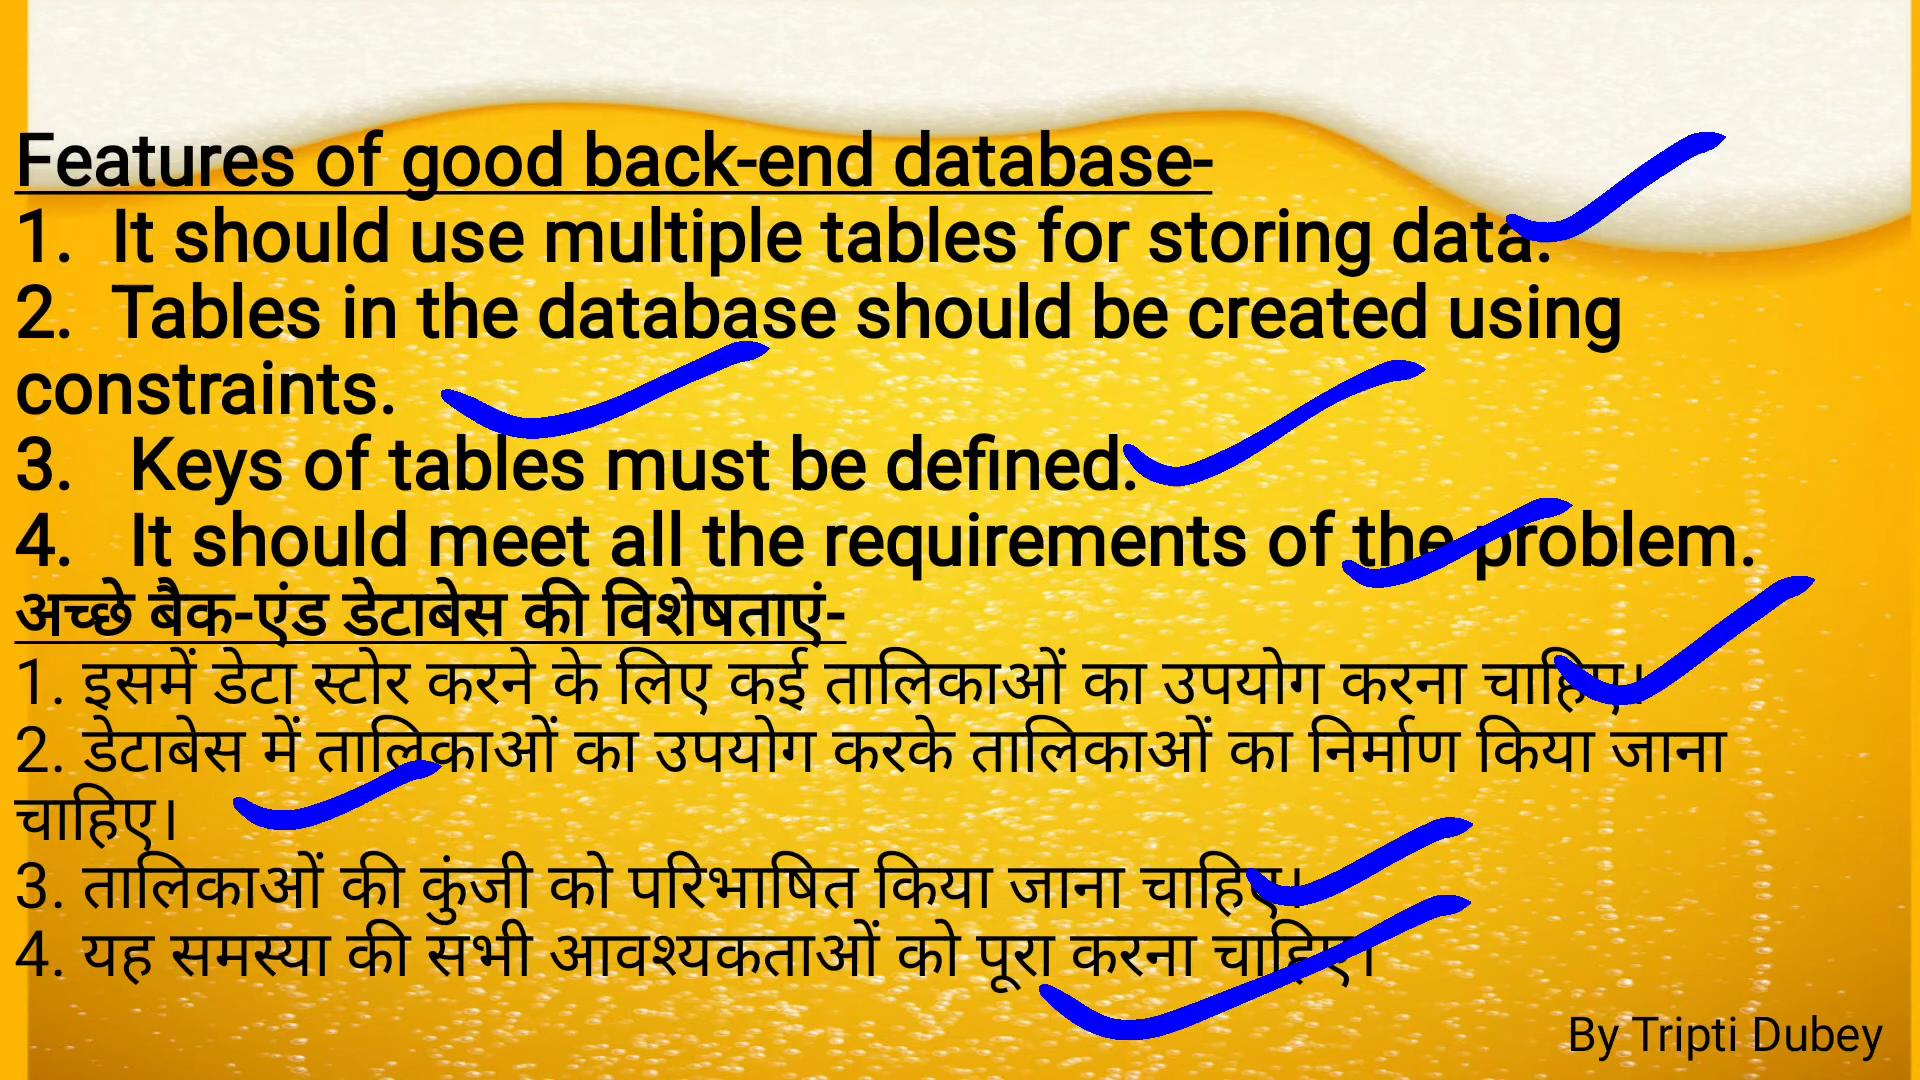 Features of good back-end database-
1. It should use multiple tables for storing data.
2. Tables in the database should be created using
constraints.
3. Keys of tables must be defined.
4. It should meet all the requirements of the problem.
अच्छे बैक-एंड डेटाबेस की विशेषताएं-
1. इसमें डेटा स्टोर करने के लिए कई तालिकाओं का उपयोग करना चाहिए।
2. डेटाबेस में तालिकाओं का उपयोग करके तालिकाओं का निर्माण किया जाना
चाहिए।
3. तालिकाओं की कुंजी को परिभाषित किया जाना चाहिए।
4. यह समस्या की सभी आवश्यकताओं को पूरा करना चाहिए।
By Tripti Dubey